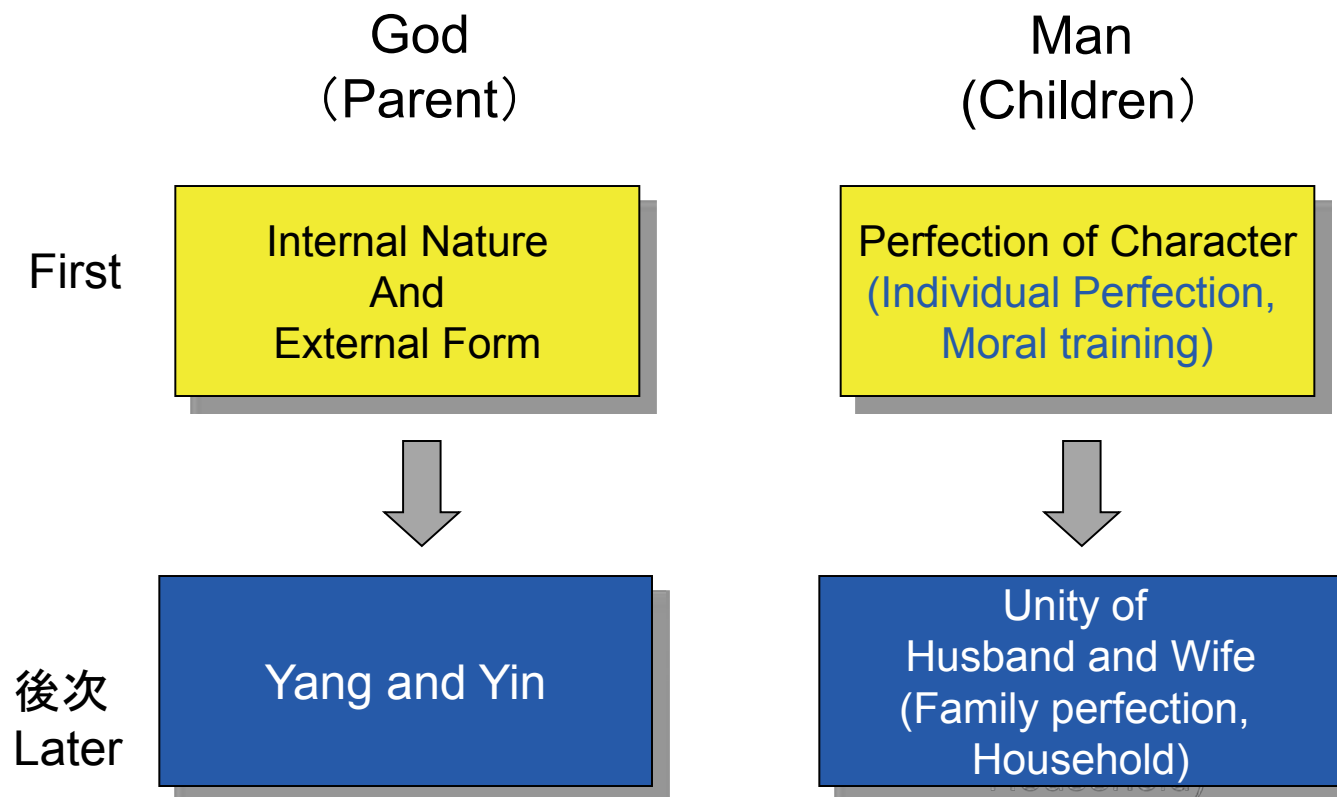 God
（Parent）
Man
(Children）
First
Internal Nature
And
External Form
Perfection of Character
(Individual Perfection,
Moral training)
後次
Later
Yang and Yin
Unity of
Husband and Wife
(Family perfection,
Household)